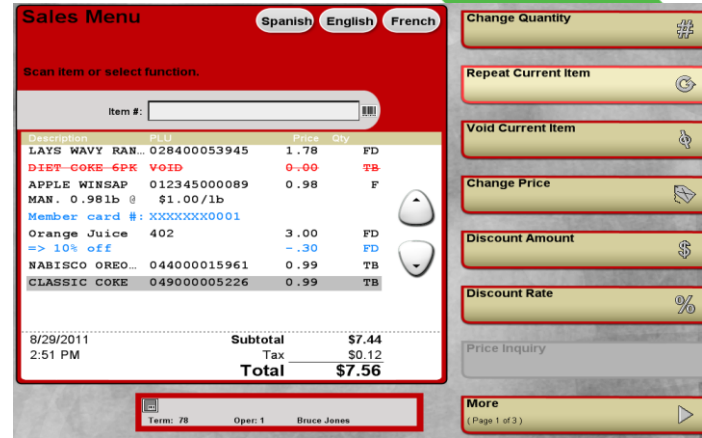 Sales Menu
Spanish English French
Scan item or select function.
Item #:
Description PLU Price Qty
LAYS WAVY RAN... 028400053945 1.78 FD
DIET COKE 6PK VOID 0.00 TB
APPLE WINSAP 012345000089 0.98 F
MAN. 0.981b @ $1.00/1b
Member card #: XXXXXXX0001
Orange Juice 402 3.00 FD
=> 10% off -.30 FD
NABISCO OREO... 044000015961 0.99 TB
CLASSIC COKE 049000005226 0.99 TB
8/29/2011 Subtotal $7.44
2:51 PM Tax $0.12
Total $7.56
Term: 78 Oper: 1 Bruce Jones
Change Quantity
#
Repeat Current Item
Void Current Item
Change Price
Discount Amount
$
Discount Rate
%
Price Inquiry
More
(Page 1 of 3)